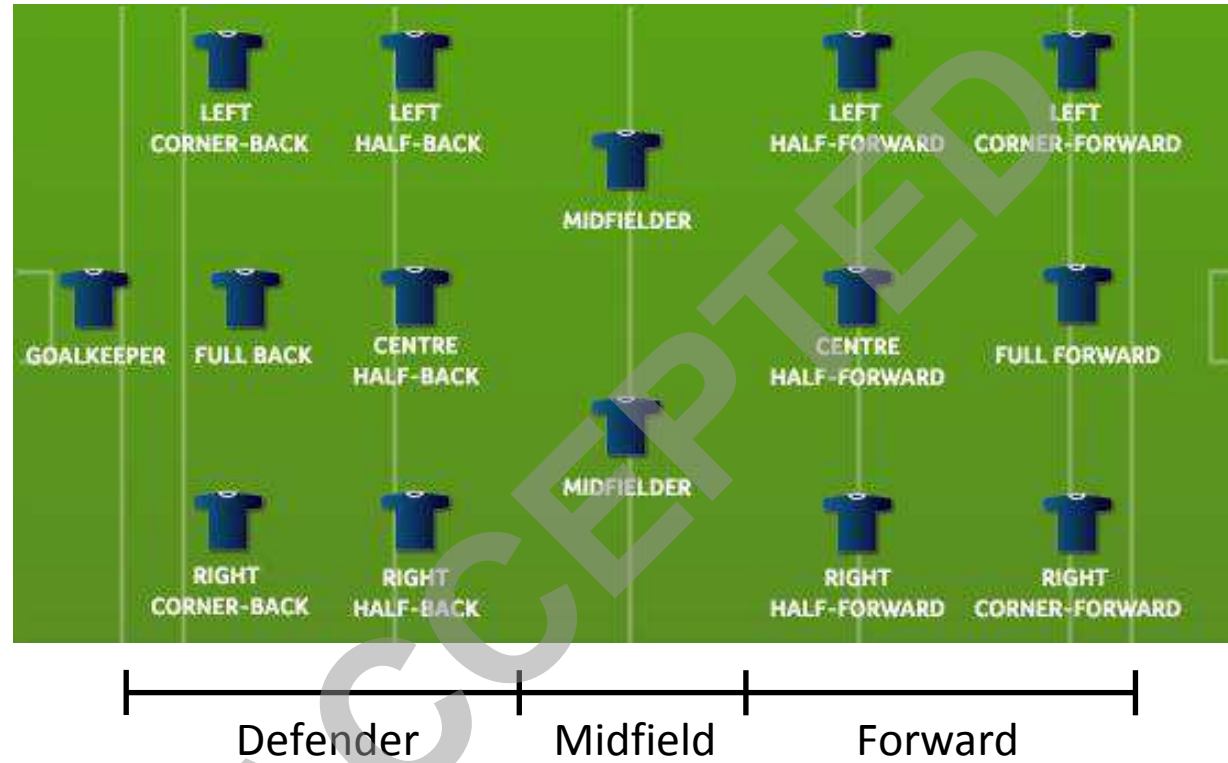 LEFT
CORNER-BACK
LEFT
HALF-BACK
LEFT
HALF-FORWARD
LEFT
CORNER-FORWARD
MIDFIELDER
GOALKEEPER
FULL BACK
CENTRE
HALF-BACK
CENTRE
HALF-FORWARD
FULL FORWARD
MIDFIELDER
RIGHT
CORNER-BACK
RIGHT
HALF-BACK
RIGHT
HALF-FORWARD
RIGHT
CORNER-FORWARD
Defender
Midfield
Forward
CCEPTED